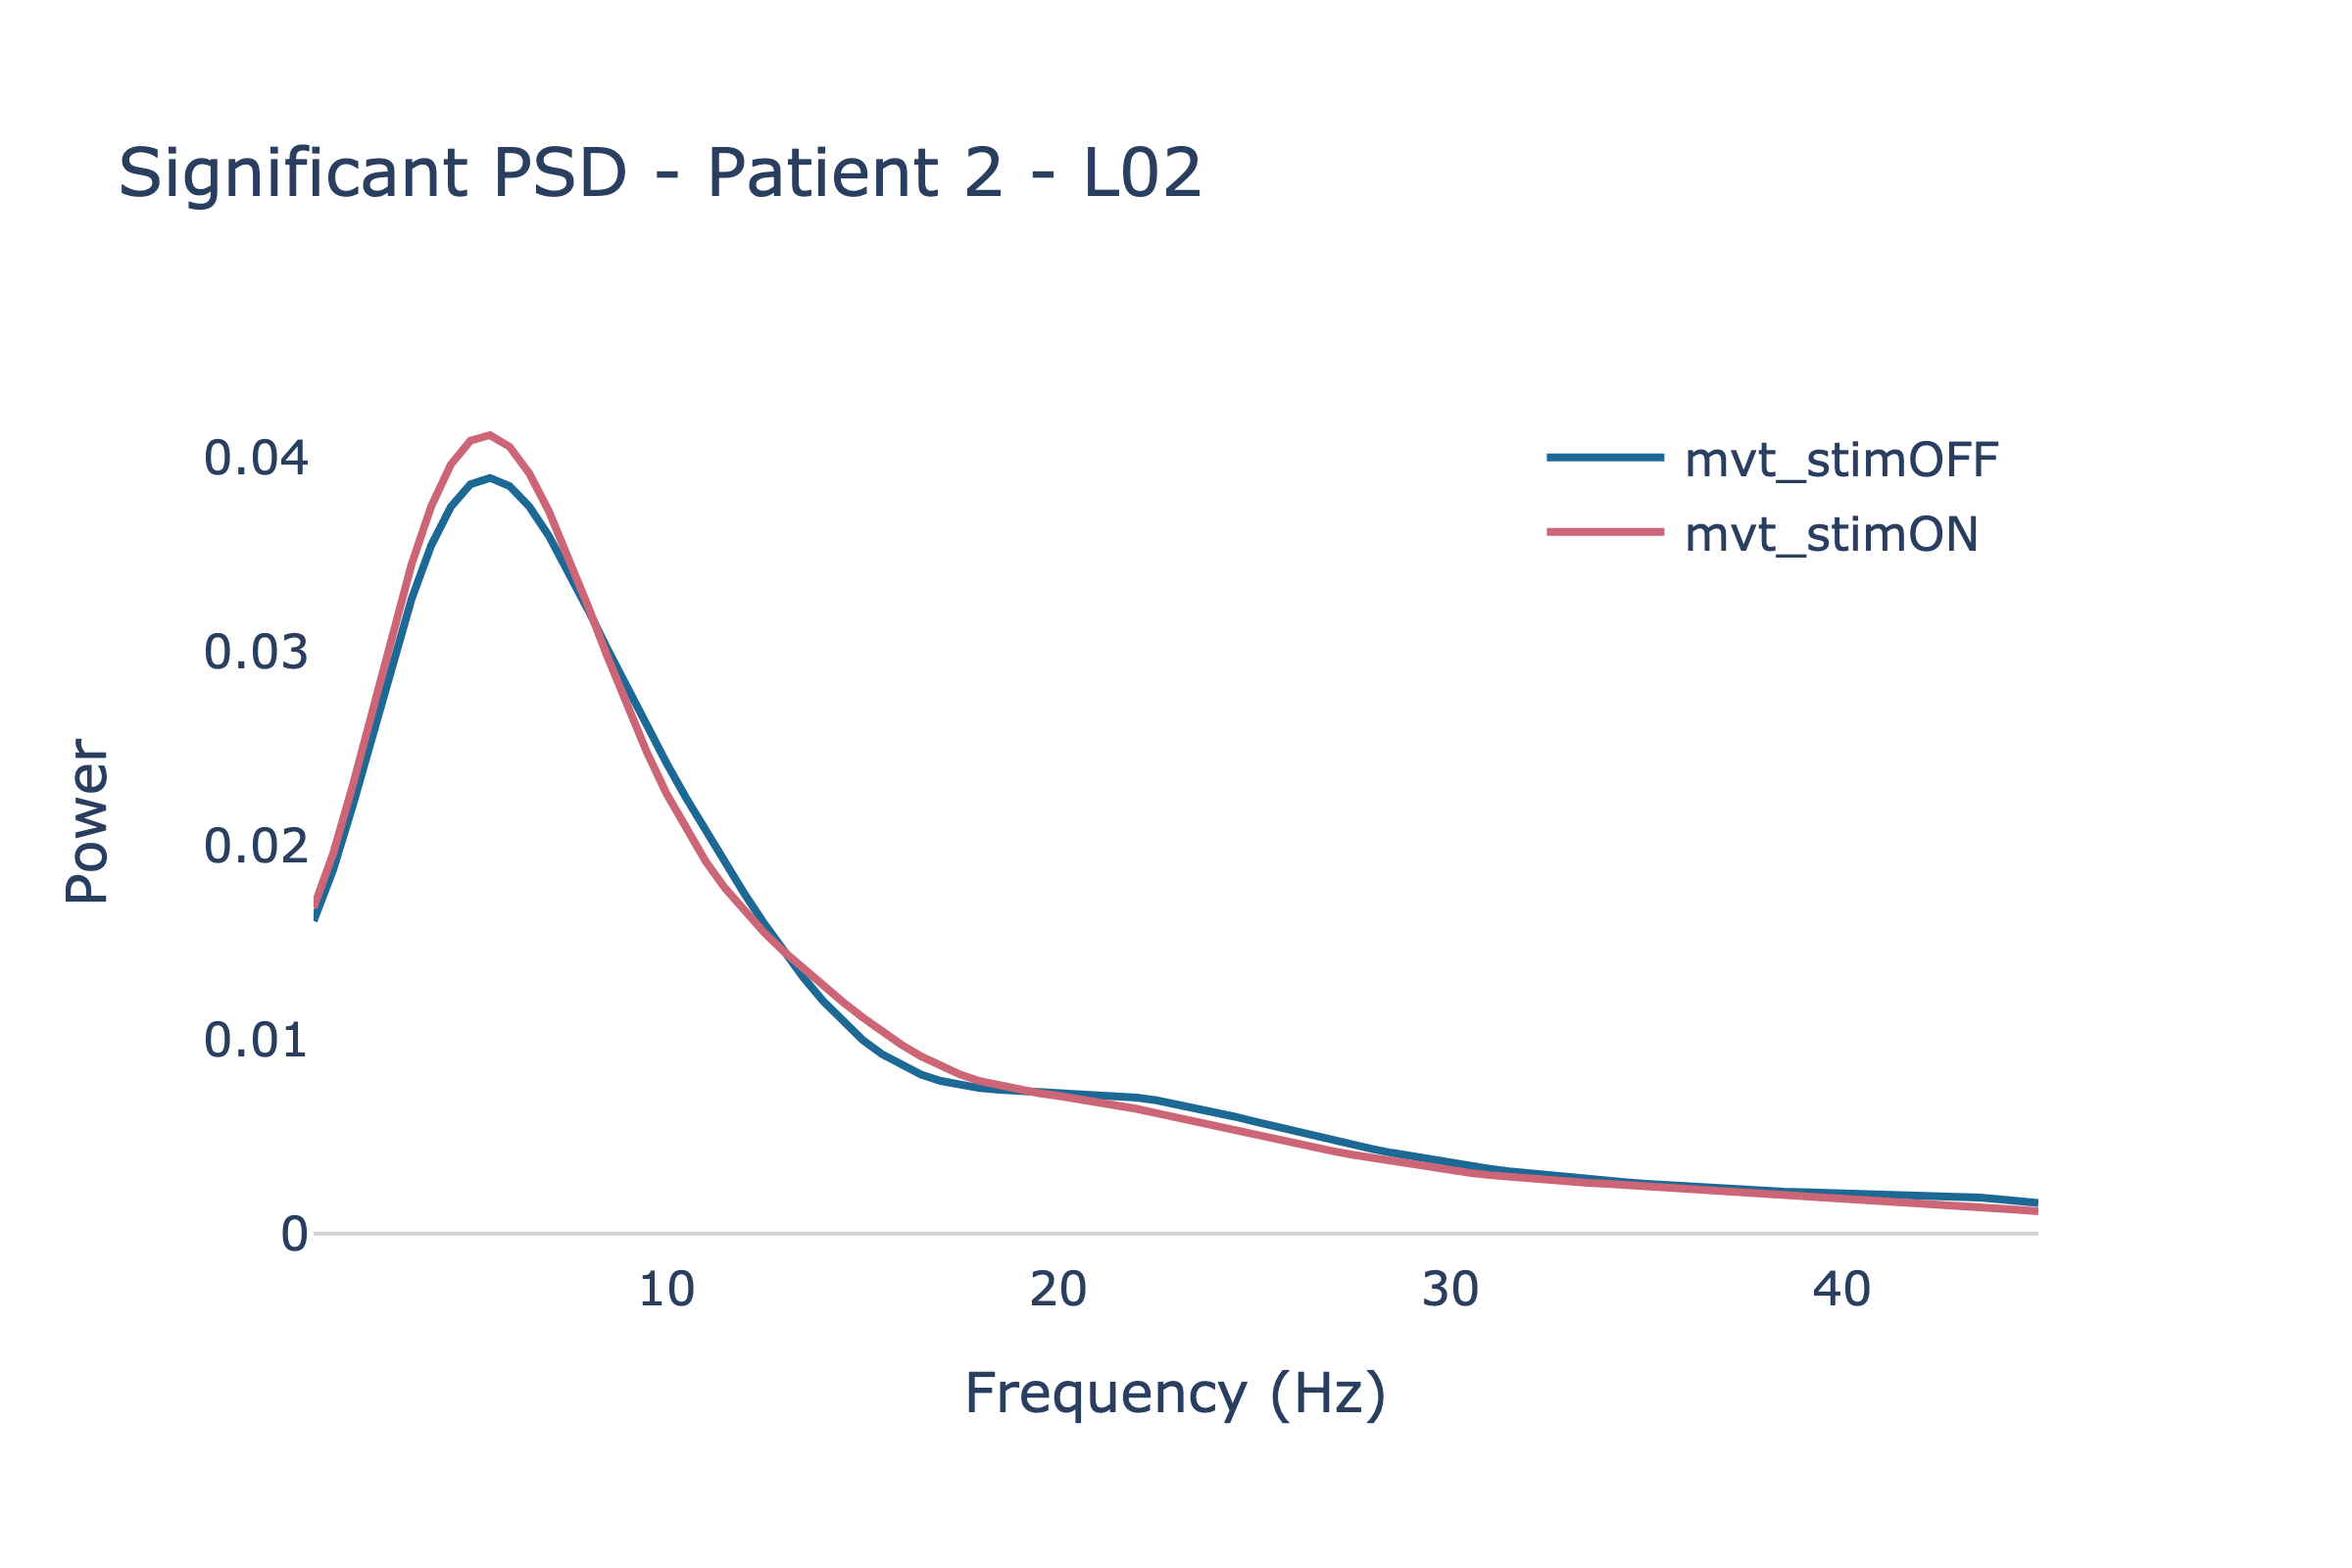 Significant PSD - Patient 2 - L02
mvt_stimOFF
mvt_stimON
Power
0.04
0.03
0.02
0.01
0
10 20 30 40
Frequency (Hz)